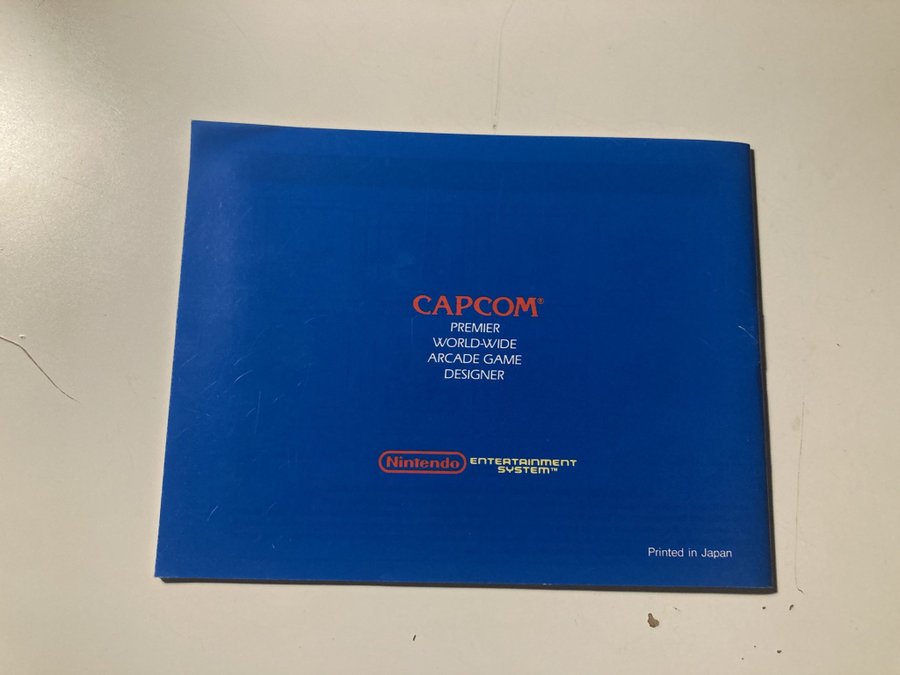 CAPCOM®
PREMIER
WORLD-WIDE
ARCADE GAME
DESIGNER
Nintendo ENTERTAINMENT
SYSTEM™
Printed in Japan